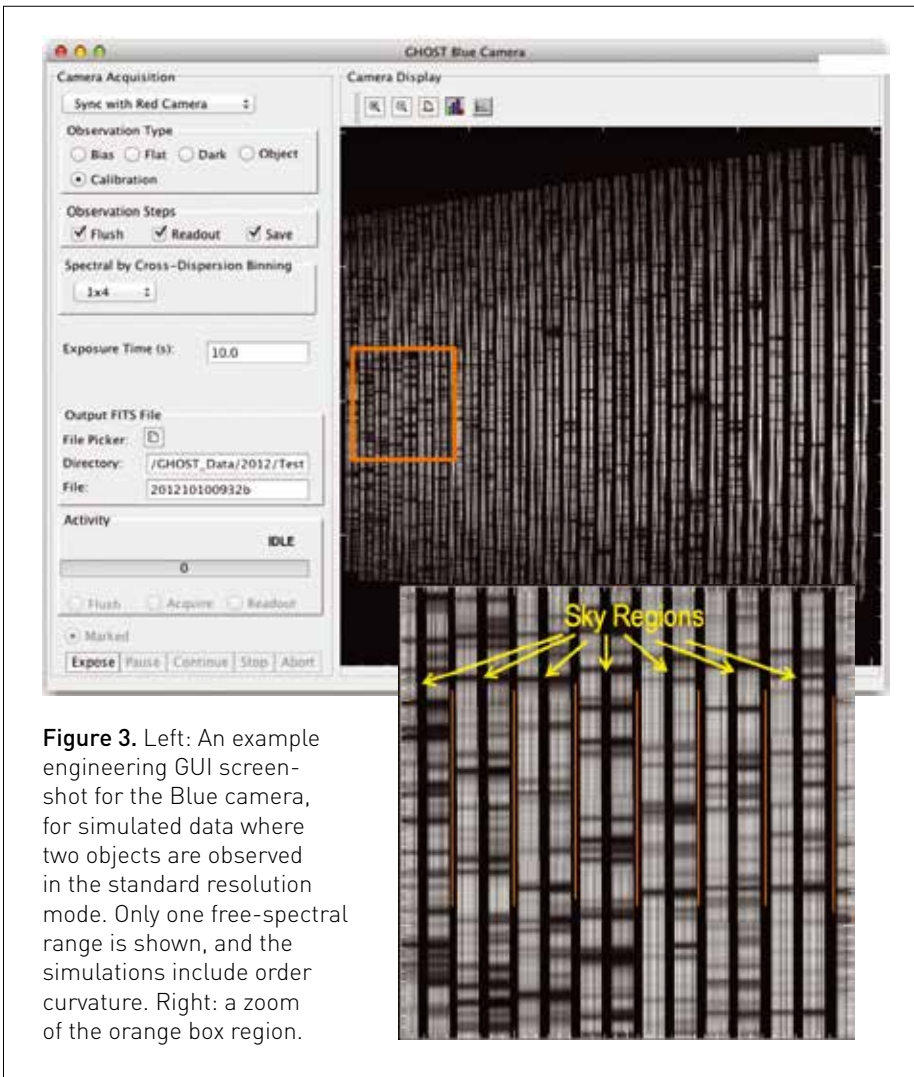 GHOST Blue Camera
Camera Acquisition
Sync with Red Camera
Observation Type
Bias Flat Dark Object
Calibration
Observation Steps
Flush Readout Save
Spectral by Cross-Dispersion Binning
1x4
Exposure Time (s): 10.0
Output FITS File
File Picker:
Directory: /GHOST_Data/2012/Test
File: 20121010093​2b
Activity
IDLE
0
Flush Acquire Readout
Marked
Expose Pause Continue Stop Abort
Camera Display
Sky Regions
Figure 3. Left: An example
engineering GUI screen-
shot for the Blue camera,
for simulated data where
two objects are observed
in the standard resolution
mode. Only one free-spectral
range is shown, and the
simulations include order
curvature. Right: a zoom
of the orange box region.